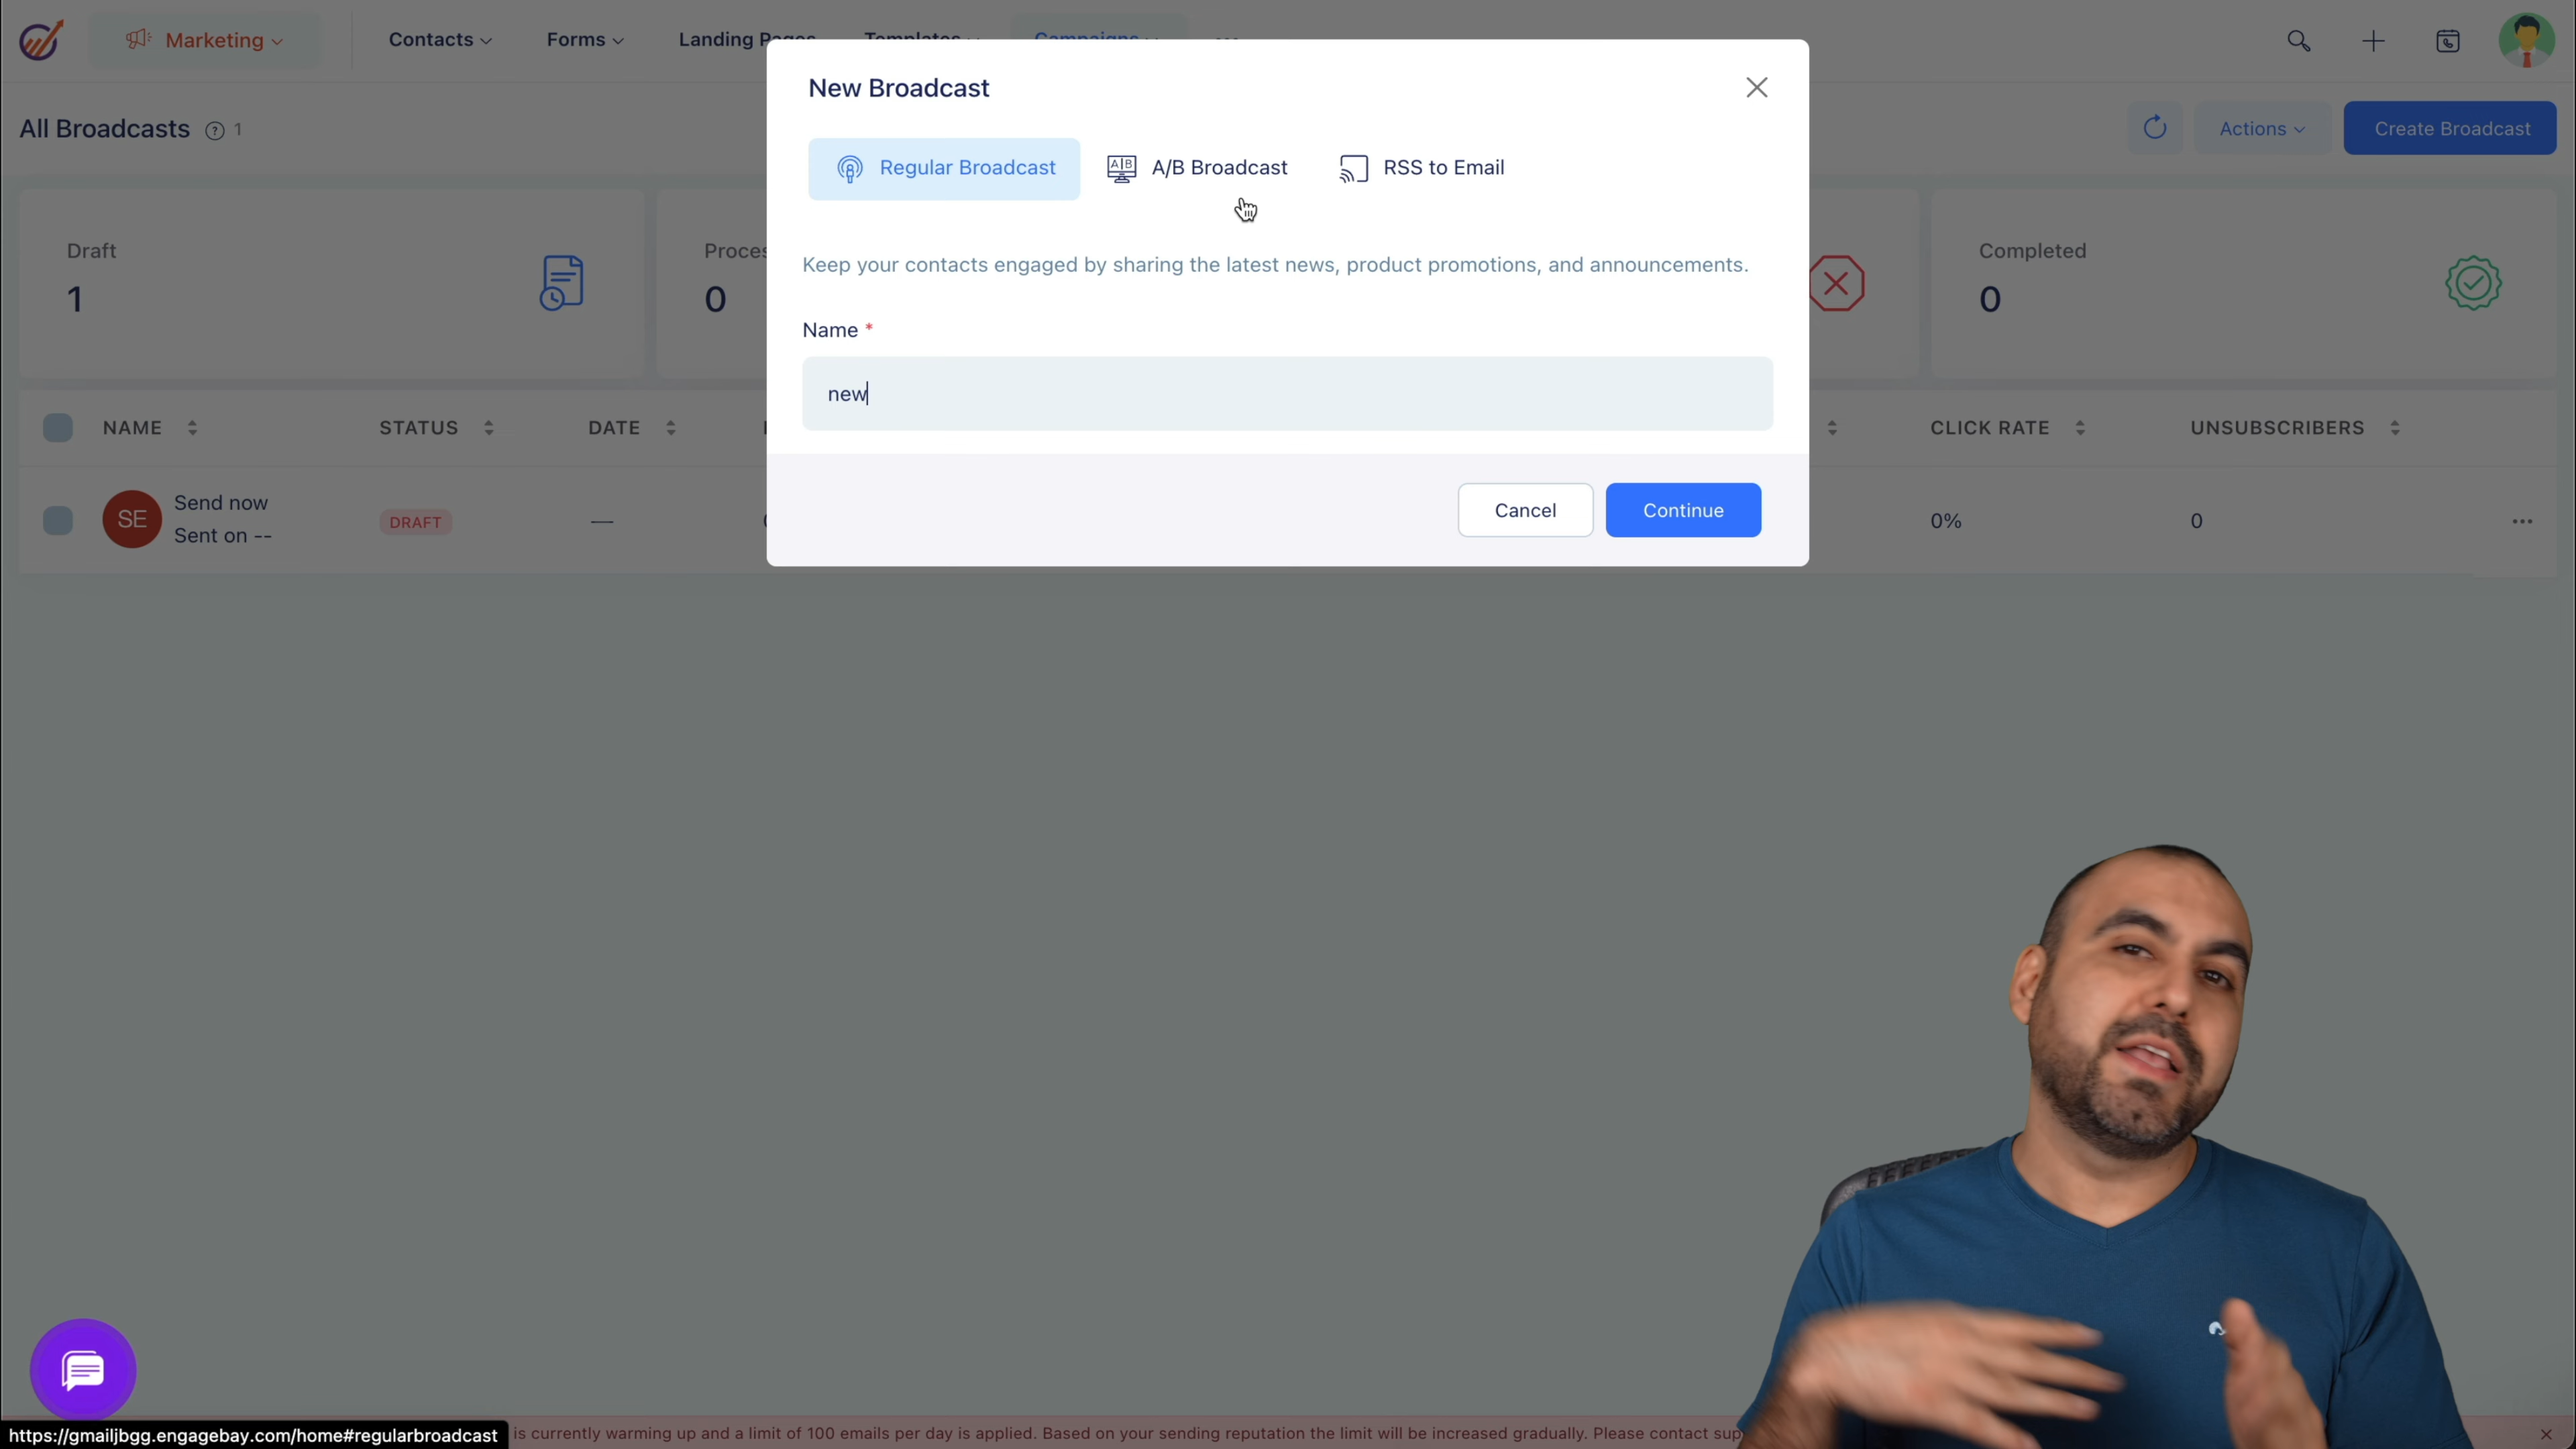 Marketing
Contacts
Forms
Landing Pages
Templates
Campaigns
All Broadcasts ? 1
Actions
Create Broadcast
New Broadcast
Regular Broadcast
A|B
A/B Broadcast
RSS to Email
Keep your contacts engaged by sharing the latest news, product promotions, and announcements.
Name *
new
Cancel
Continue
Draft
1
0
Completed
0
NAME
STATUS
DATE
CLICK RATE
UNSUBSCRIBERS
SE
Send now
Sent on --
DRAFT
—
0%
0
https://gmailjbgg.engagebay.com/home#regularbroadcast
is currently warming up and a limit of 100 emails per day is applied. Based on your sending reputation the limit will be increased gradually. Please contact